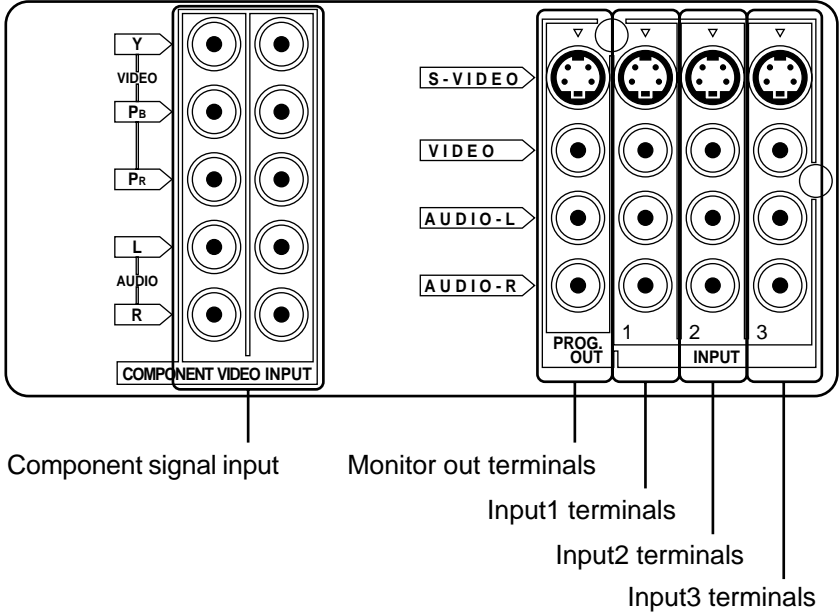 Y
VIDEO
PB
PR
L
AUDIO
R
COMPONENT VIDEO INPUT
S-VIDEO
VIDEO
AUDIO-L
AUDIO-R
PROG.
OUT
1
2
3
INPUT
Component signal input
Monitor out terminals
Input1 terminals
Input2 terminals
Input3 terminals